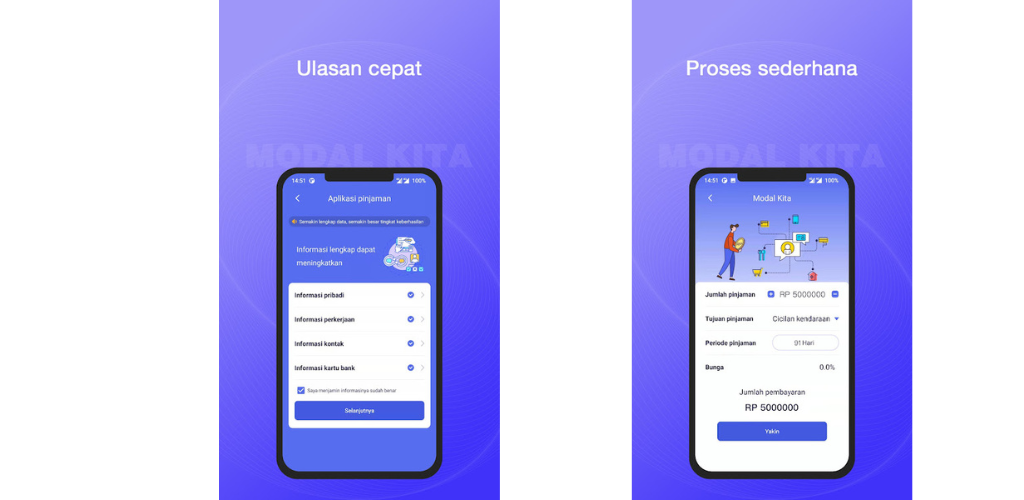 Ulasan cepat
MODAL KITA
14:51
100%
Aplikasi pinjaman
Semakin lengkap data, semakin besar tingkat keberhasilan
Informasi lengkap dapat
meningkatkan
Informasi pribadi
Informasi perkerjaan
Informasi kontak
Informasi kartu bank
Saya menjamin informasinya sudah benar
Selanjutnya
Proses sederhana
MODAL KITA
14:51
100%
Modal Kita
Jumlah pinjaman
RP 5000000
Tujuan pinjaman
Cicilan kendaraan
Periode pinjaman
91 Hari
Bunga
0.0%
Jumlah pembayaran
RP 5000000
Yakin